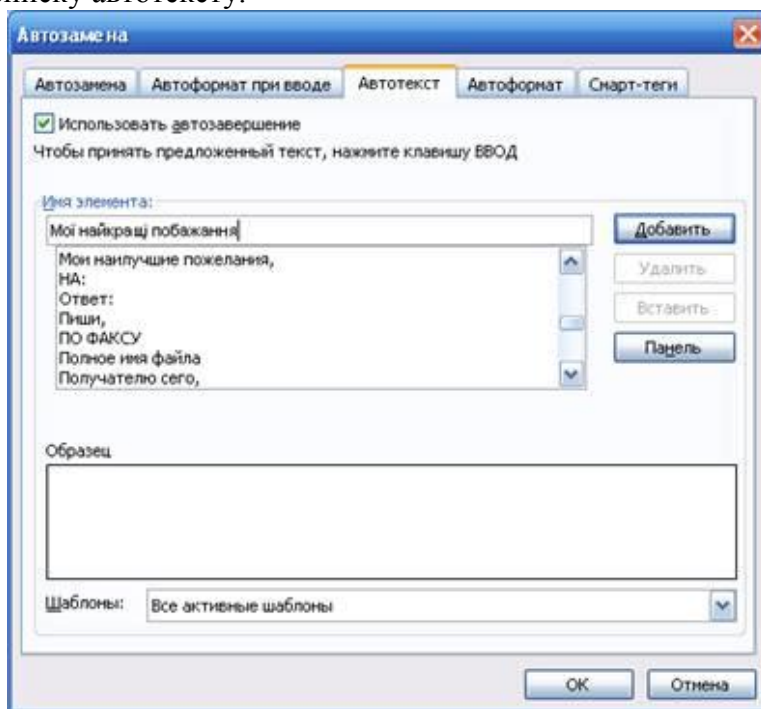 списку автотексту.
Автозамена
Автозамена Автоформат при вводе Автотекст Автоформат Смарт-теги
Использовать автозавершение
Чтобы принять предложенный текст, нажмите клавишу ВВОД
Имя элемента:
Мої найкращі побажання Добавить
Мои наилучшие пожелания,
НА: Удалить
Ответ:
Пиши, Вставить
ПО ФАКСУ
Полное имя файла Панель
Получателю сего,
Образец
Шаблоны: Все активные шаблоны
ОК Отмена